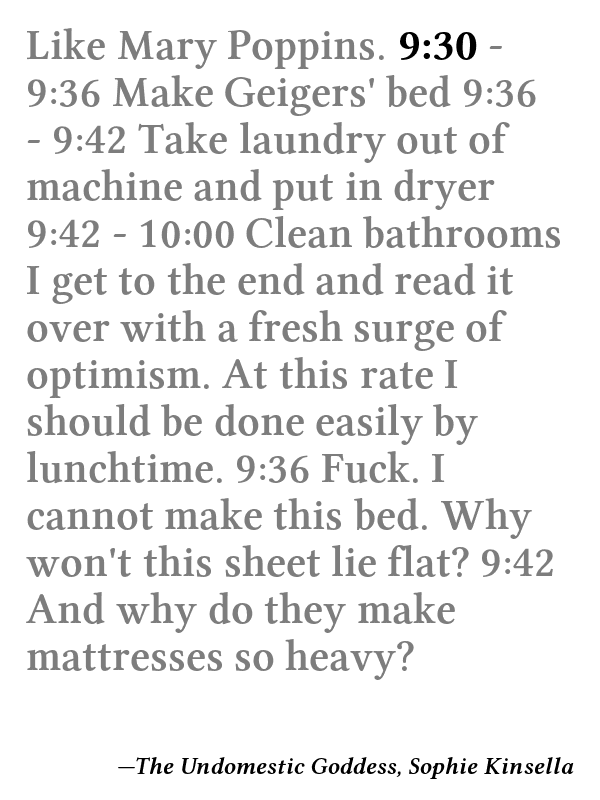 Like Mary Poppins. 9:30 -
9:36 Make Geigers' bed 9:36
- 9:42 Take laundry out of
machine and put in dryer
9:42 - 10:00 Clean bathrooms
I get to the end and read it
over with a fresh surge of
optimism. At this rate I
should be done easily by
lunchtime. 9:36 Fuck. I
cannot make this bed. Why
won't this sheet lie flat? 9:42
And why do they make
mattresses so heavy?
—The Undomestic Goddess, Sophie Kinsella